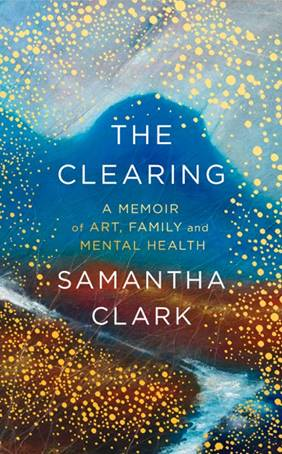 THE
CLEARING
A MEMOIR
of ART, FAMILY and
MENTAL HEALTH
SAMANTHA
CLARK